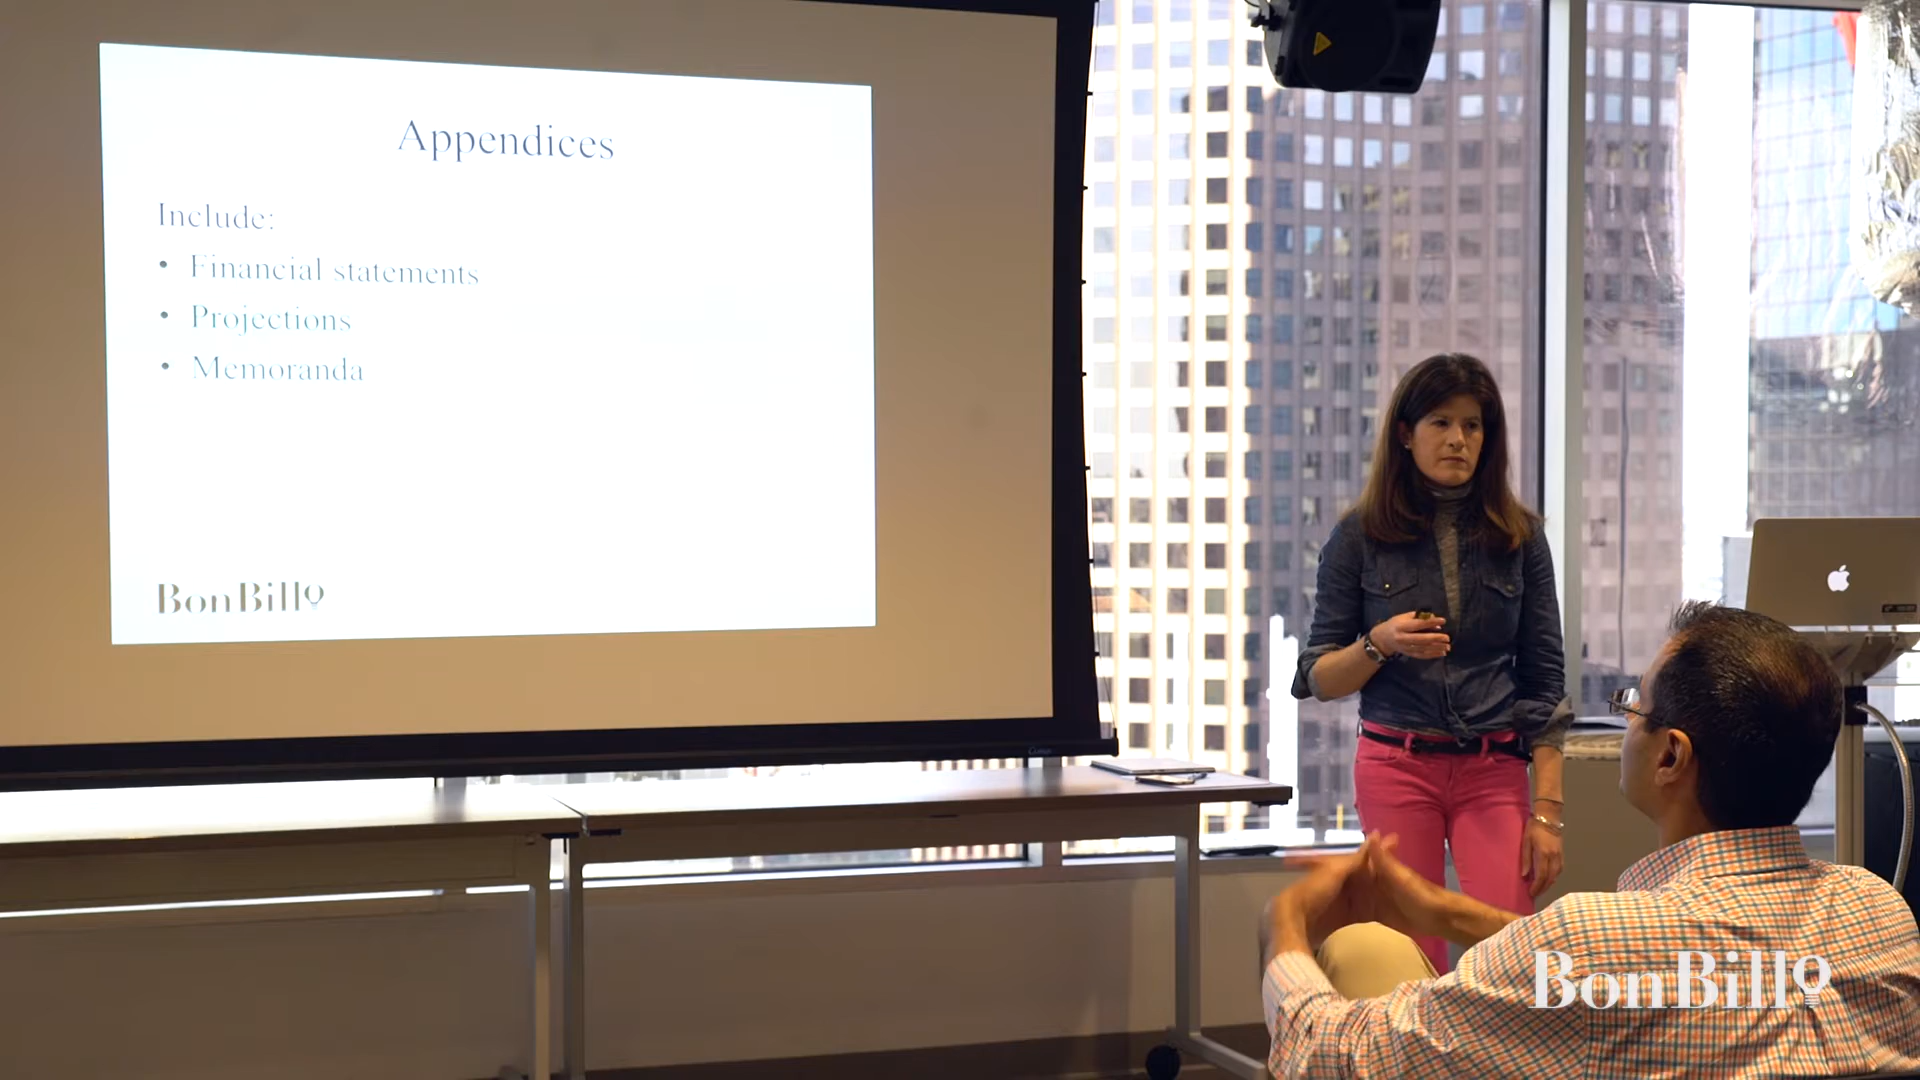 Appendices
Include:
• Financial statements
• Projections
• Memoranda
BonBillo
BonBillo